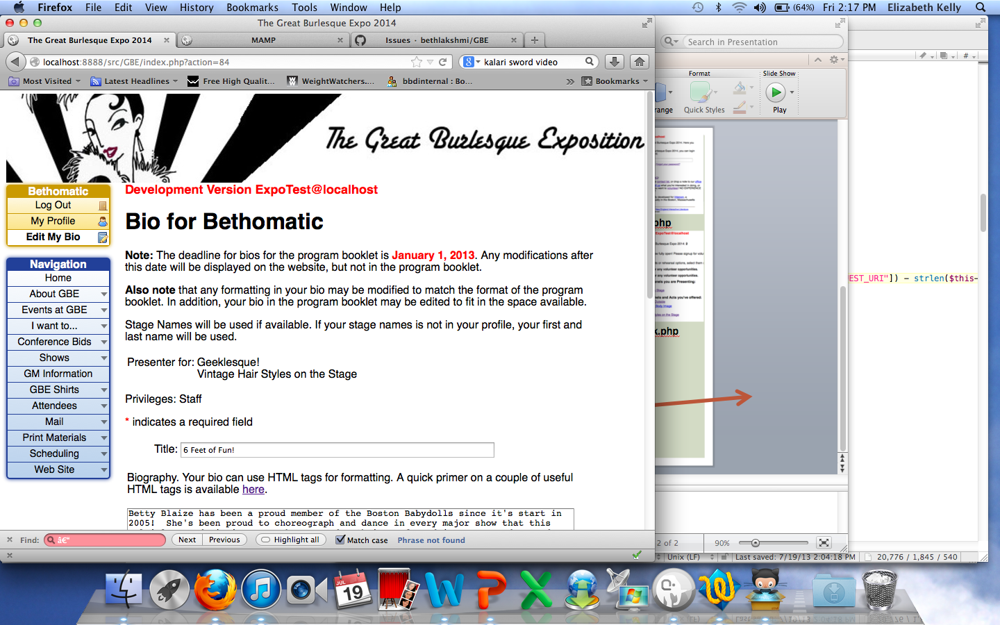 Firefox File Edit View History Bookmarks Tools Window Help (64%) Fri 2:17 PM Elizabeth Kelly
The Great Burlesque Expo 2014
The Great Burlesque Expo 2014 MAMP Issues · bethlakshmi/GBE
localhost:8888/src/GBE/index.php?action=84 kalari sword video
Most Visited Latest Headlines Free High Qualit... WeightWatchers.... bbdinternal : Bo... Bookmarks
The Great Burlesque Exposition
Bethomatic
Log Out
My Profile
Edit My Bio
Navigation
Home
About GBE
Events at GBE
I want to...
Conference Bids
Shows
GM Information
GBE Shirts
Attendees
Mail
Print Materials
Scheduling
Web Site
Development Version ExpoTest@localhost
Bio for Bethomatic
Note: The deadline for bios for the program booklet is January 1, 2013. Any modifications after
this date will be displayed on the website, but not in the program booklet.
Also note that any formatting in your bio may be modified to match the format of the program
booklet. In addition, your bio in the program booklet may be edited to fit in the space available.
Stage Names will be used if available. If your stage names is not in your profile, your first and
last name will be used.
Presenter for: Geeklesque!
Vintage Hair Styles on the Stage
Privileges: Staff
* indicates a required field
Title: 6 Feet of Fun!
Biography. Your bio can use HTML tags for formatting. A quick primer on a couple of useful
HTML tags is available here.
Betty Blaize has been a proud member of the Boston Babydolls since it's start in
2005! She's been proud to choreograph and dance in every major show that this
Find: â€" Next Previous Highlight all Match case Phrase not found
Search in Presentation
Format Slide Show
range Quick Styles Play
.php
k.php
2 of 2 90%
EST_URI"]) - strlen($this-
Unix (LF) Last saved: 7/19/13 2:04:18 PM 20,776 / 1,845 / 540
JUL
19